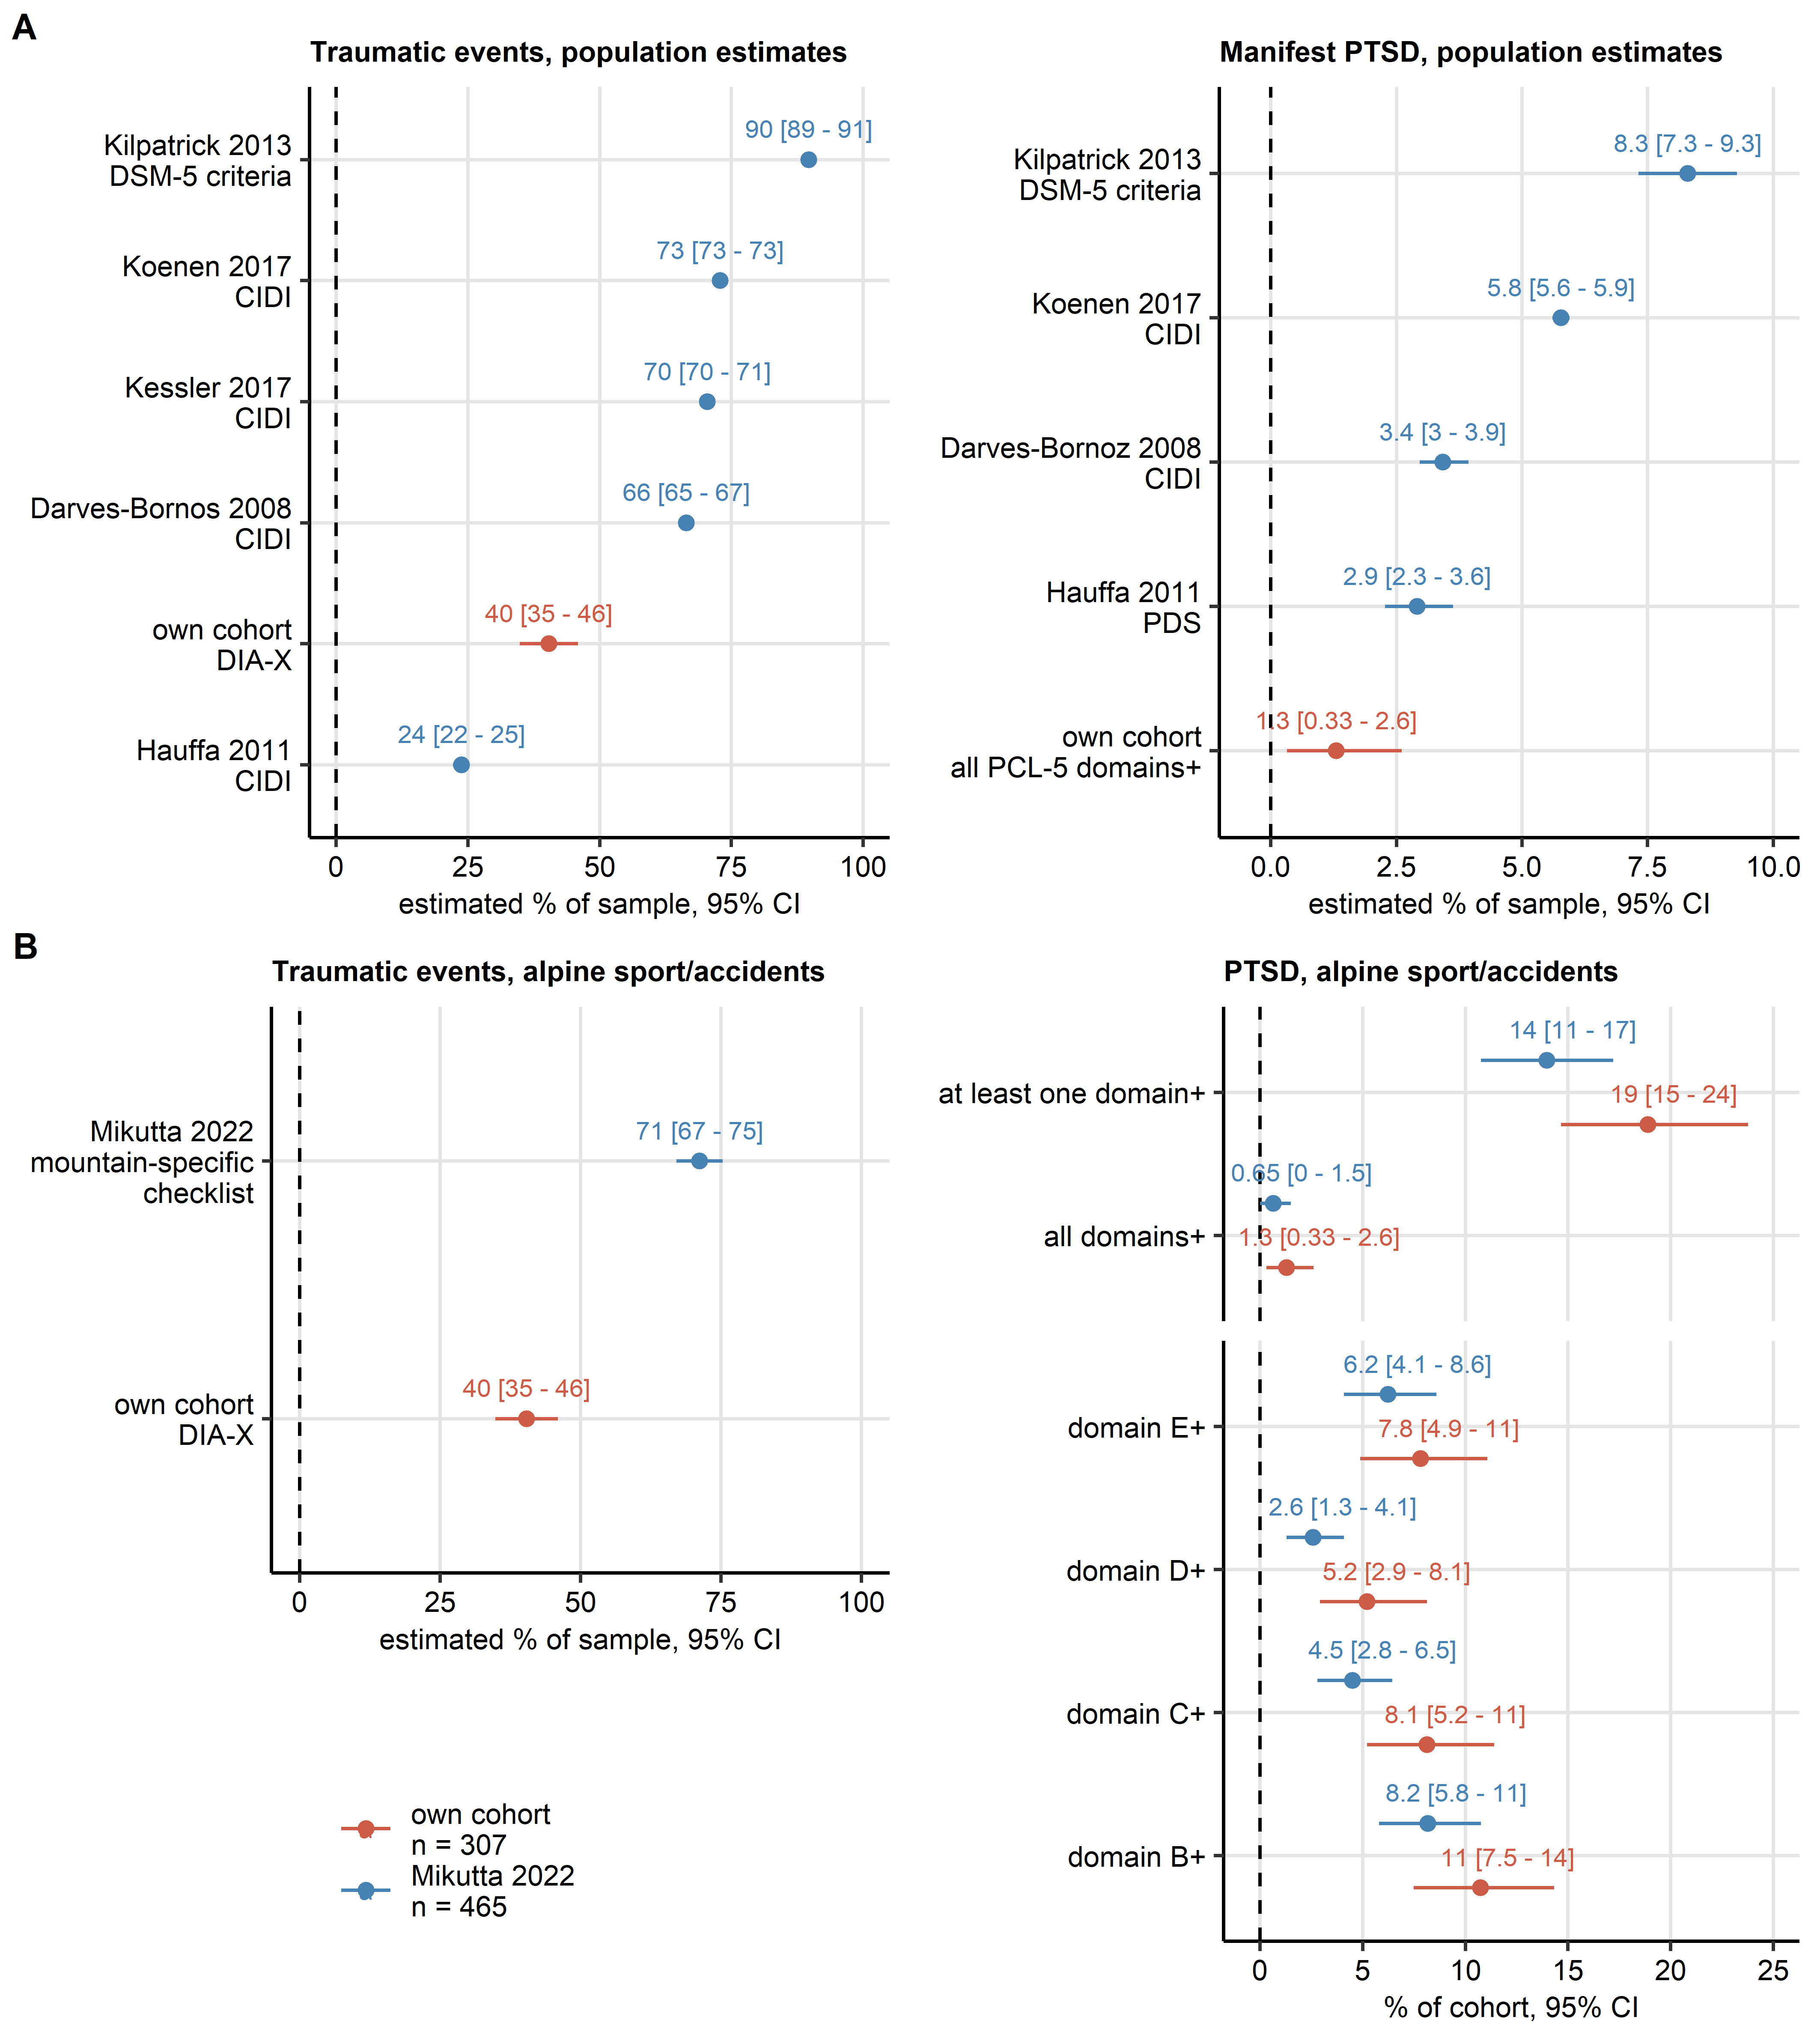 A
Traumatic events, population estimates
Kilpatrick 2013
DSM-5 criteria
90 [89 - 91]
Koenen 2017
CIDI
73 [73 - 73]
Kessler 2017
CIDI
70 [70 - 71]
Darves-Bornos 2008
CIDI
66 [65 - 67]
own cohort
DIA-X
40 [35 - 46]
Hauffa 2011
CIDI
24 [22 - 25]
0 25 50 75 100
estimated % of sample, 95% CI
Manifest PTSD, population estimates
Kilpatrick 2013
DSM-5 criteria
8.3 [7.3 - 9.3]
Koenen 2017
CIDI
5.8 [5.6 - 5.9]
Darves-Bornoz 2008
CIDI
3.4 [3 - 3.9]
Hauffa 2011
PDS
2.9 [2.3 - 3.6]
own cohort
all PCL-5 domains+
1.3 [0.33 - 2.6]
0.0 2.5 5.0 7.5 10.0
estimated % of sample, 95% CI
B
Traumatic events, alpine sport/accidents
Mikutta 2022
mountain-specific
checklist
71 [67 - 75]
own cohort
DIA-X
40 [35 - 46]
0 25 50 75 100
estimated % of sample, 95% CI
own cohort
n = 307
Mikutta 2022
n = 465
PTSD, alpine sport/accidents
14 [11 - 17]
at least one domain+
19 [15 - 24]
0.65 [0 - 1.5]
all domains+
1.3 [0.33 - 2.6]
6.2 [4.1 - 8.6]
domain E+
7.8 [4.9 - 11]
2.6 [1.3 - 4.1]
domain D+
5.2 [2.9 - 8.1]
4.5 [2.8 - 6.5]
domain C+
8.1 [5.2 - 11]
8.2 [5.8 - 11]
domain B+
11 [7.5 - 14]
0 5 10 15 20 25
% of cohort, 95% CI